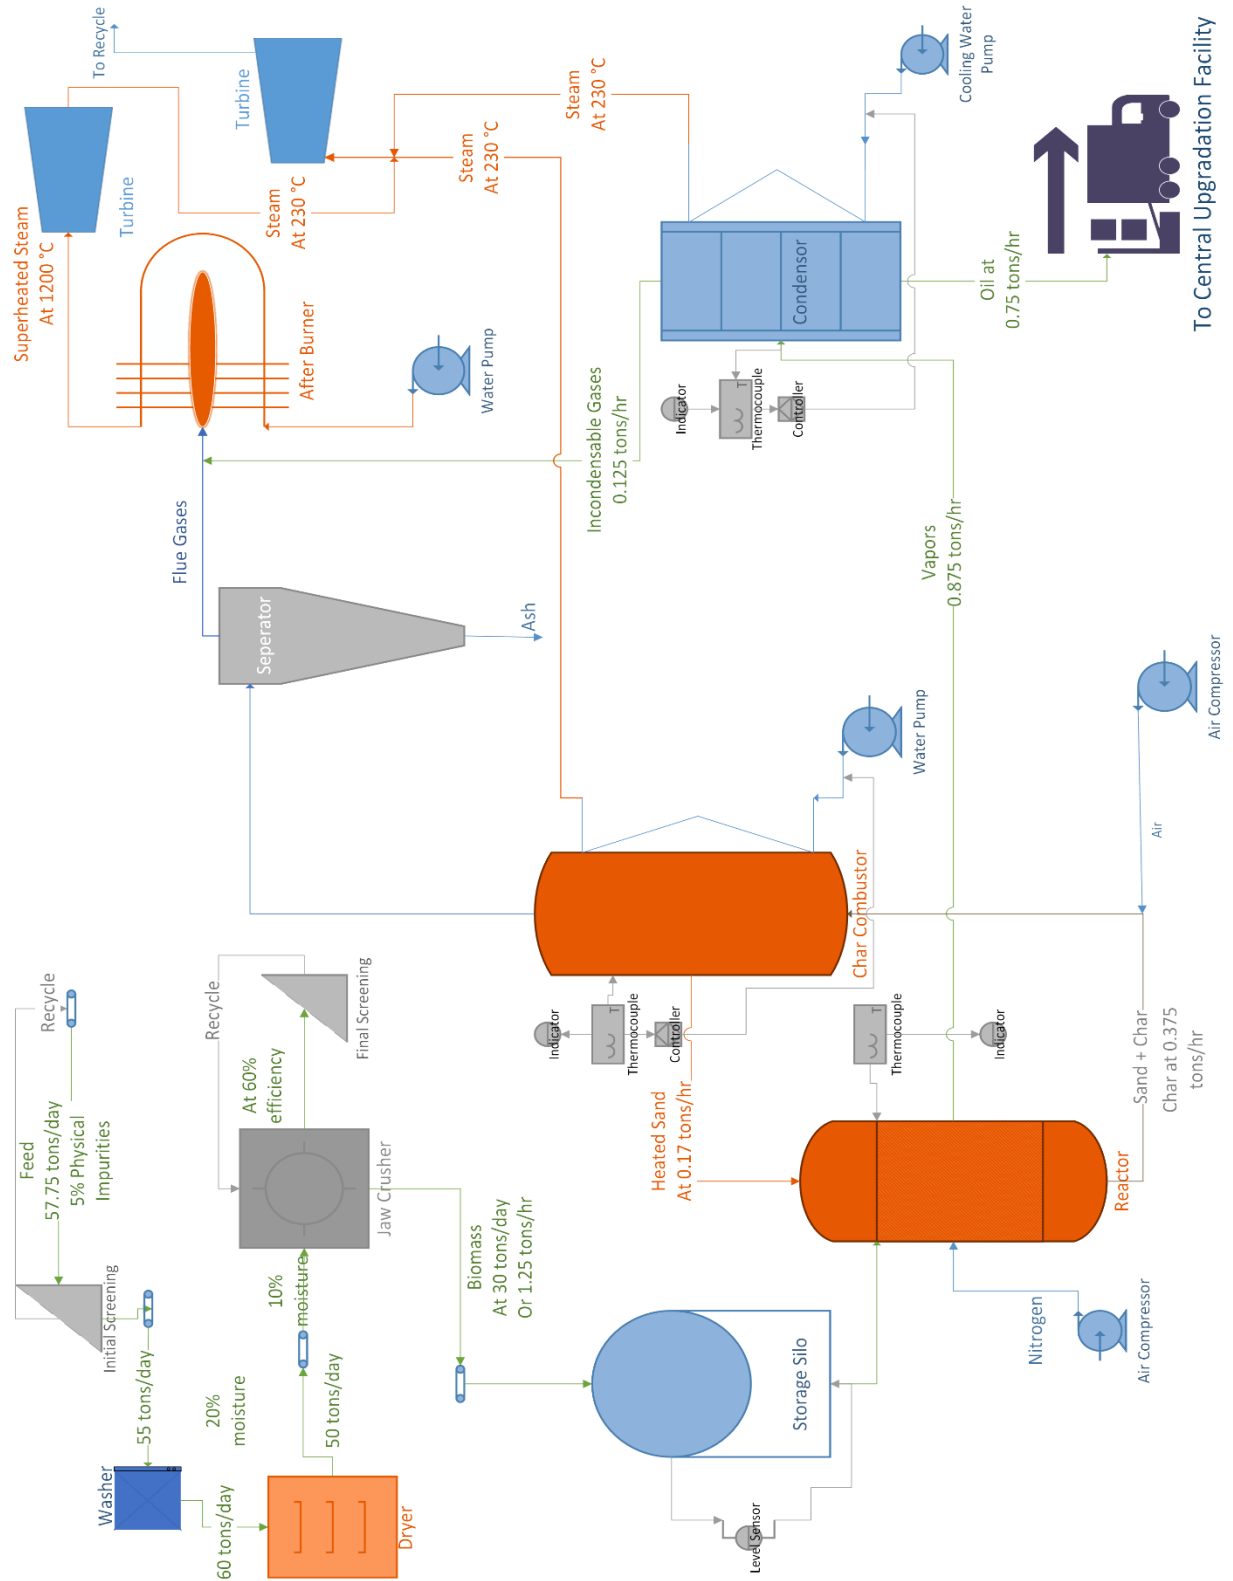 Feed
57.75 tons/day
5% Physical
Impurities
Recycle
Initial Screening
55 tons/day
Washer
60 tons/day
20%
moisture
Dryer
50 tons/day
10%
moisture
Jaw Crusher
At 60%
efficiency
Recycle
Final Screening
Biomass
At 30 tons/day
Or 1.25 tons/hr
Storage Silo
Level Sensor
Nitrogen
Air Compressor
Reactor
Heated Sand
At 0.17 tons/hr
Thermocouple
Indicator
Sand + Char
Char at 0.375
tons/hr
Air
Air Compressor
Char Combustor
Indicator
Thermocouple
T
Controller
Water Pump
Seperator
Ash
Flue Gases
After Burner
Water Pump
Superheated Steam
At 1200 °C
Turbine
Steam
At 230 °C
Turbine
To Recycle
Steam
At 230 °C
Steam
At 230 °C
Incondensable Gases
0.125 tons/hr
Vapors
0.875 tons/hr
Indicator
Thermocouple
T
Controller
Condensor
Cooling Water
Pump
Oil at
0.75 tons/hr
To Central Upgradation Facility
T